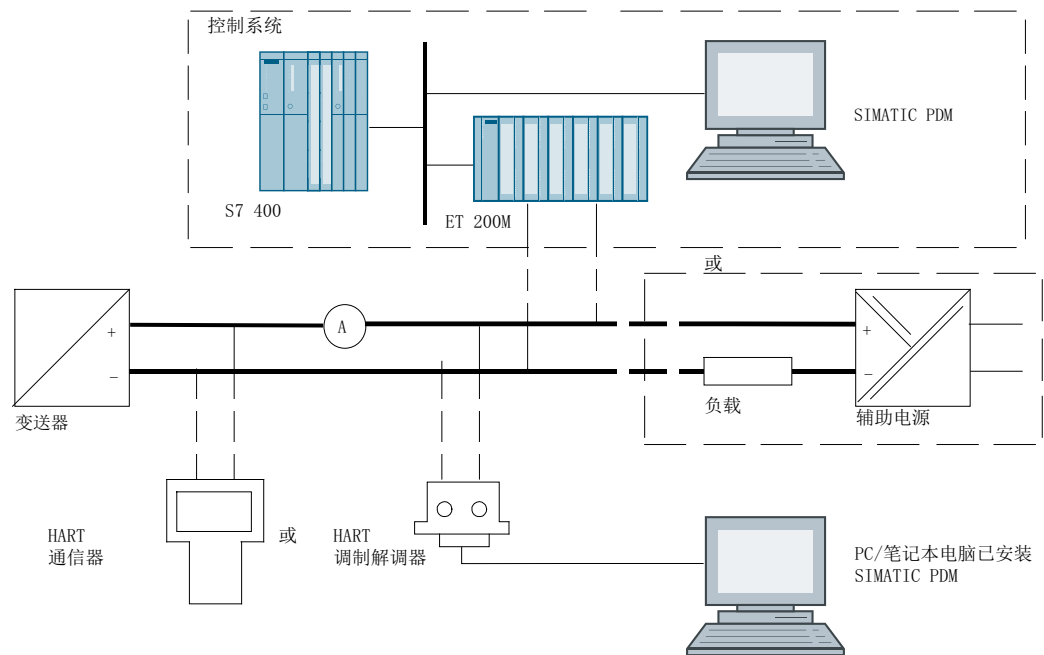 控制系统
SIMATIC PDM
S7 400
ET 200M
或
A
+
−
+
−
变送器
负载
辅助电源
HART
通信器
或
HART
调制解调器
PC/笔记本电脑已安装
SIMATIC PDM